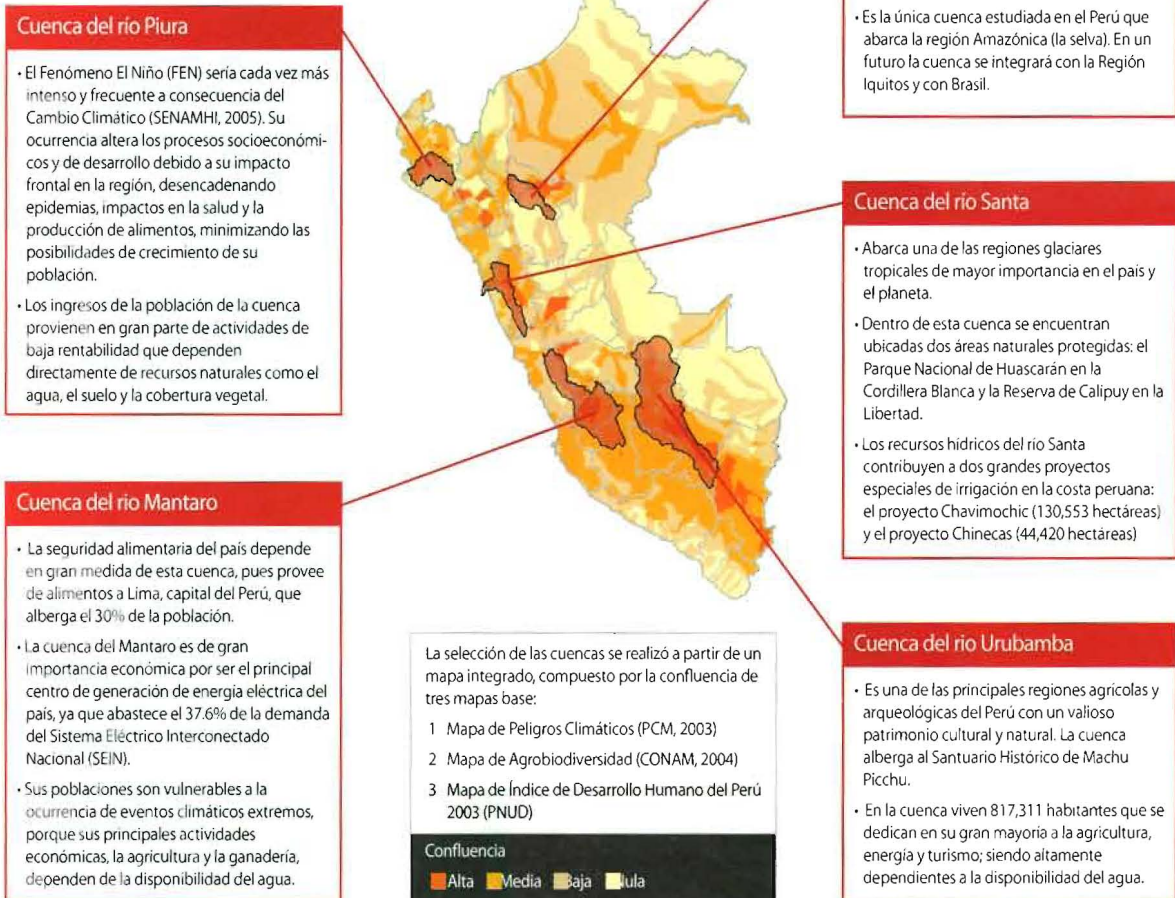 Cuenca del río Piura
• El Fenómeno El Niño (FEN) sería cada vez más
intenso y frecuente a consecuencia del
Cambio Climático (SENAMHI, 2005). Su
ocurrencia altera los procesos socioeconómi-
cos y de desarrollo debido a su impacto
frontal en la región, desencadenando
epidemias, impactos en la salud y la
producción de alimentos, minimizando las
posibilidades de crecimiento de su
población.
• Los ingresos de la población de la cuenca
provienen en gran parte de actividades de
baja rentabilidad que dependen
directamente de recursos naturales como el
agua, el suelo y la cobertura vegetal.
Cuenca del río Mantaro
• La seguridad alimentaria del país depende
en gran medida de esta cuenca, pues provee
de alimentos a Lima, capital del Perú, que
alberga el 30% de la población.
• La cuenca del Mantaro es de gran
importancia económica por ser el principal
centro de generación de energía eléctrica del
país, ya que abastece el 37.6% de la demanda
del Sistema Eléctrico Interconectado
Nacional (SEIN).
• Sus poblaciones son vulnerables a la
ocurrencia de eventos climáticos extremos,
porque sus principales actividades
económicas, la agricultura y la ganadería,
dependen de la disponibilidad del agua.
La selección de las cuencas se realizó a partir de un
mapa integrado, compuesto por la confluencia de
tres mapas base:
1 Mapa de Peligros Climáticos (PCM, 2003)
2 Mapa de Agrobiodiversidad (CONAM, 2004)
3 Mapa de Índice de Desarrollo Humano del Perú
2003 (PNUD)
Confluencia
Alta Media Baja Nula
• Es la única cuenca estudiada en el Perú que
abarca la región Amazónica (la selva). En un
futuro la cuenca se integrará con la Región
Iquitos y con Brasil.
Cuenca del río Santa
• Abarca una de las regiones glaciares
tropicales de mayor importancia en el país y
el planeta.
• Dentro de esta cuenca se encuentran
ubicadas dos áreas naturales protegidas: el
Parque Nacional de Huascarán en la
Cordillera Blanca y la Reserva de Calipuy en la
Libertad.
• Los recursos hídricos del río Santa
contribuyen a dos grandes proyectos
especiales de irrigación en la costa peruana:
el proyecto Chavimochic (130,553 hectáreas)
y el proyecto Chinecas (44,420 hectáreas)
Cuenca del río Urubamba
• Es una de las principales regiones agrícolas y
arqueológicas del Perú con un valioso
patrimonio cultural y natural. La cuenca
alberga al Santuario Histórico de Machu
Picchu.
• En la cuenca viven 817,311 habitantes que se
dedican en su gran mayoría a la agricultura,
energía y turismo; siendo altamente
dependientes a la disponibilidad del agua.